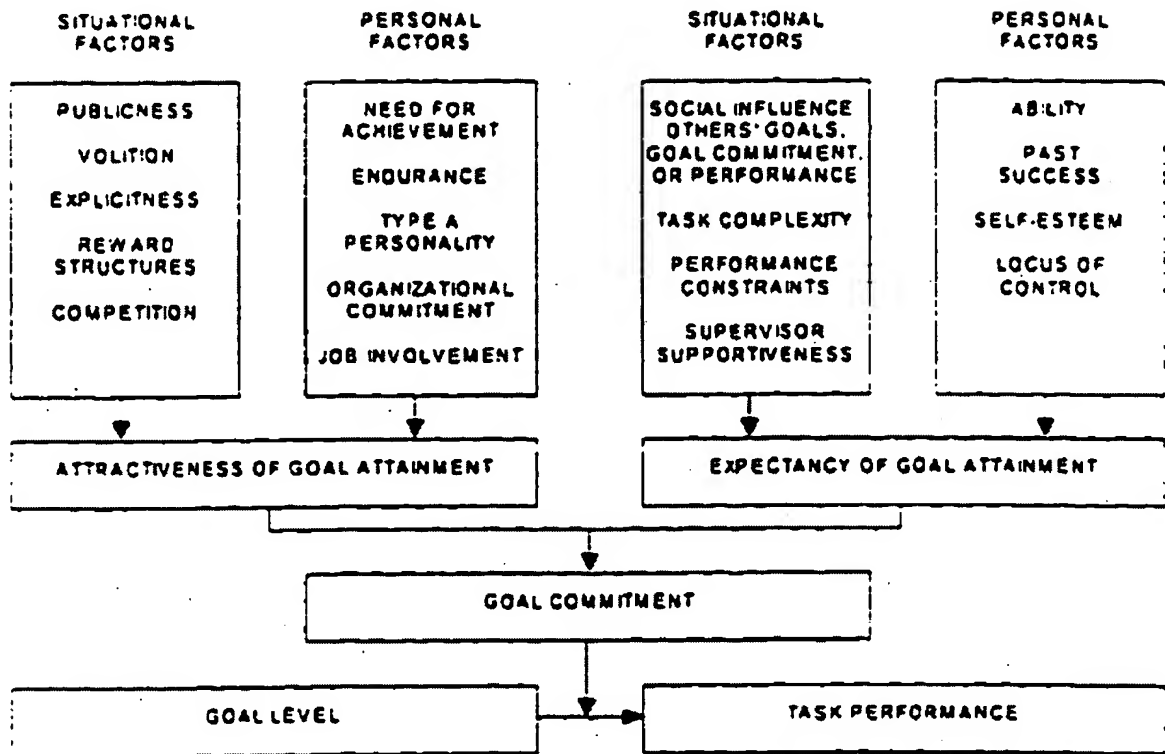 SITUATIONAL
FACTORS
PERSONAL
FACTORS
SITUATIONAL
FACTORS
PERSONAL
FACTORS
PUBLICNESS
VOLITION
EXPLICITNESS
REWARD
STRUCTURES
COMPETITION
NEED FOR
ACHIEVEMENT
ENDURANCE
TYPE A
PERSONALITY
ORGANIZATIONAL
COMMITMENT
JOB INVOLVEMENT
SOCIAL INFLUENCE
OTHERS' GOALS,
GOAL COMMITMENT,
OR PERFORMANCE
TASK COMPLEXITY
PERFORMANCE
CONSTRAINTS
SUPERVISOR
SUPPORTIVENESS
ABILITY
PAST
SUCCESS
SELF-ESTEEM
LOCUS OF
CONTROL
ATTRACTIVENESS OF GOAL ATTAINMENT
EXPECTANCY OF GOAL ATTAINMENT
GOAL COMMITMENT
GOAL LEVEL
TASK PERFORMANCE